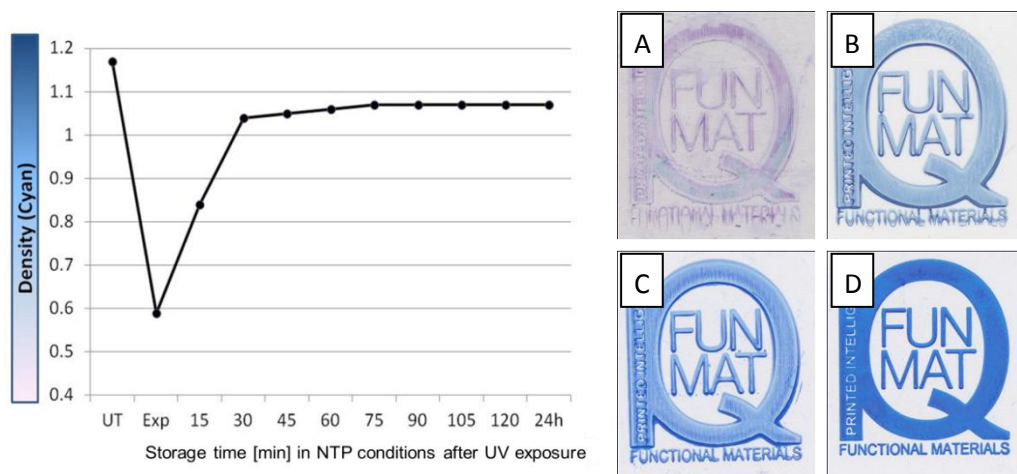 1.2
1.1
1
0.9
0.8
0.7
0.6
0.5
0.4
Density (Cyan)
UT Exp 15 30 45 60 75 90 105 120 24h
Storage time [min] in NTP conditions after UV exposure
A
PRINTED INTELLIG
FUN
MAT
FUNCTIONAL MATERIALS
B
PRINTED INTELLIG
FUN
MAT
FUNCTIONAL MATERIALS
C
PRINTED INTELLIG
FUN
MAT
FUNCTIONAL MATERIALS
D
PRINTED INTELLIG
FUN
MAT
FUNCTIONAL MATERIALS